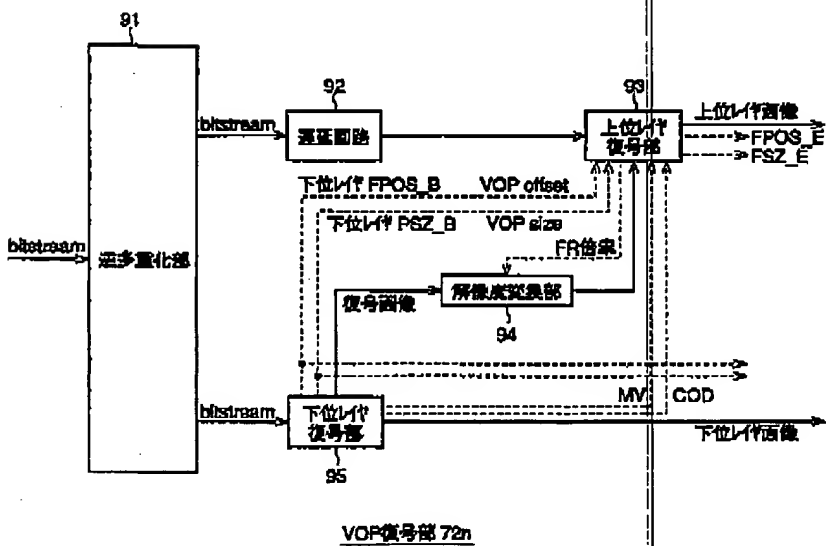 91
bitstream
92
遅延回路
93
上位レイヤ
復号部
上位レイヤ画像
FPOS_E
FSZ_E
下位レイヤ FPOS_B VOP offset
下位レイヤ FSZ_B VOP size
FR倍率
bitstream
逆多重化部
復号画像
解像度変換部
94
bitstream
下位レイヤ
復号部
95
MV COD
下位レイヤ画像
VOP復号部 72n